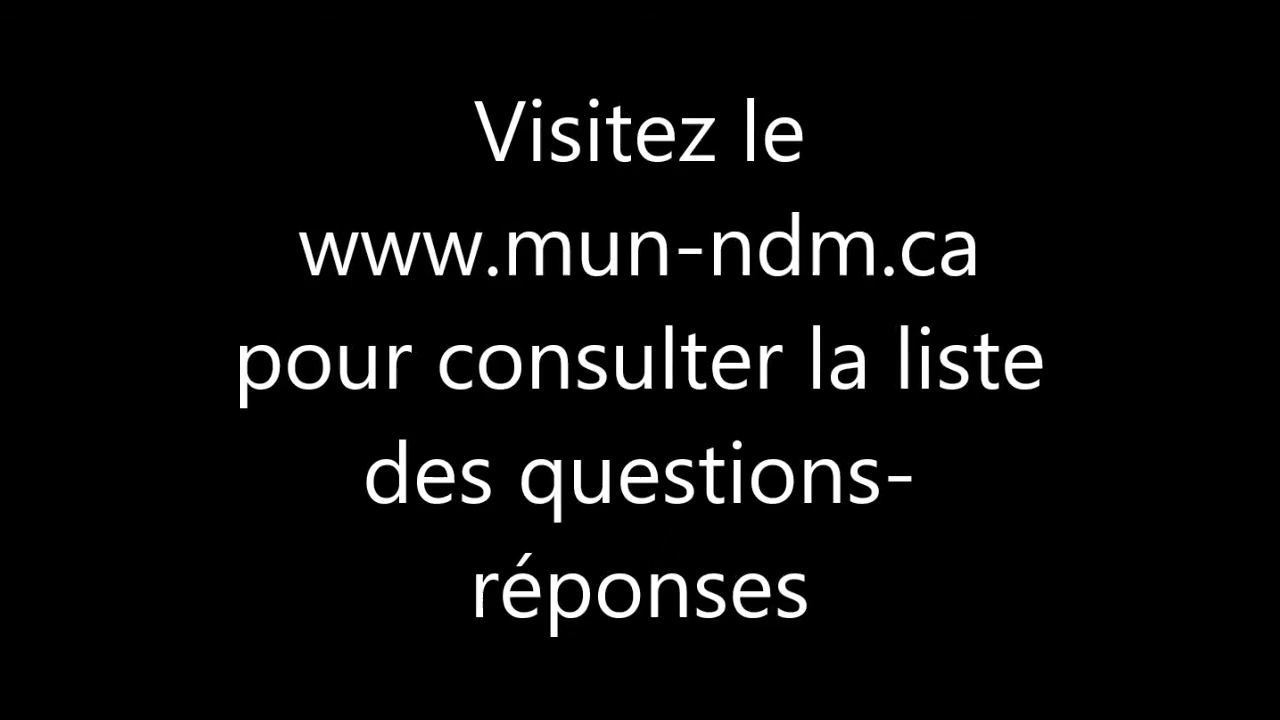 Visitez le
www.mun-ndm.ca
pour consulter la liste
des questions-
réponses